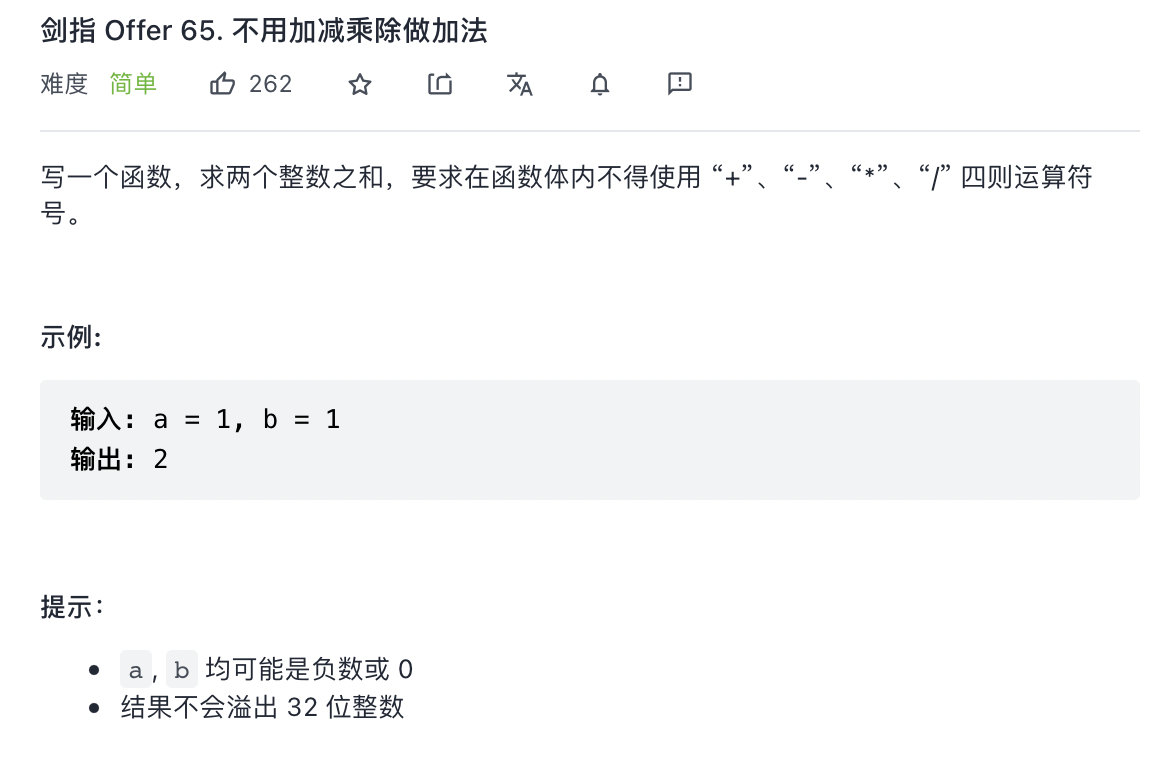 剑指 Offer 65. 不用加减乘除做加法
难度 简单 262
写一个函数，求两个整数之和，要求在函数体内不得使用 “+”、“-”、“*”、“/” 四则运算符
号。
示例:
输入: a = 1, b = 1
输出: 2
提示：
a, b 均可能是负数或 0
结果不会溢出 32 位整数